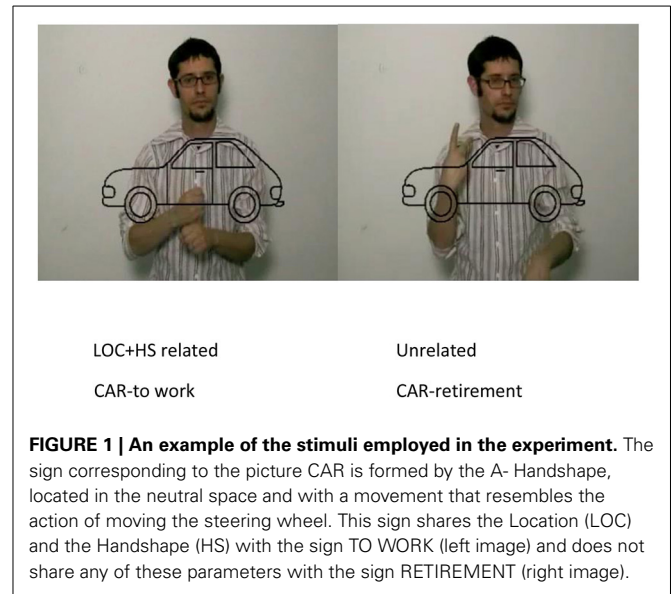 LOC+HS related
Unrelated
CAR-to work
CAR-retirement
FIGURE 1 | An example of the stimuli employed in the experiment. The
sign corresponding to the picture CAR is formed by the A- Handshape,
located in the neutral space and with a movement that resembles the
action of moving the steering wheel. This sign shares the Location (LOC)
and the Handshape (HS) with the sign TO WORK (left image) and does not
share any of these parameters with the sign RETIREMENT (right image).